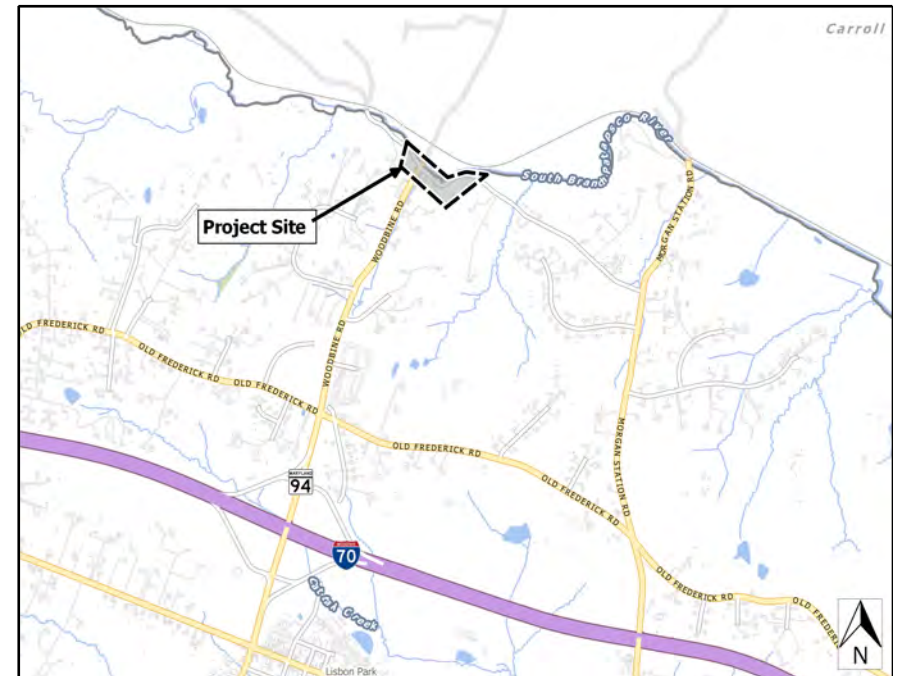 Carroll
South Branch Patapsco River
Project Site
WOODBINE RD
MORGAN STATION RD
OLD FREDERICK RD
OLD FREDERICK RD
OLD FREDERICK RD
WOODBINE RD
OLD FREDERICK RD
MORGAN STATION RD
OLD FREDERICK RD
MARYLAND
94
70
OLD FREDERICK RD
OLD
Creek
Lisbon Park
N